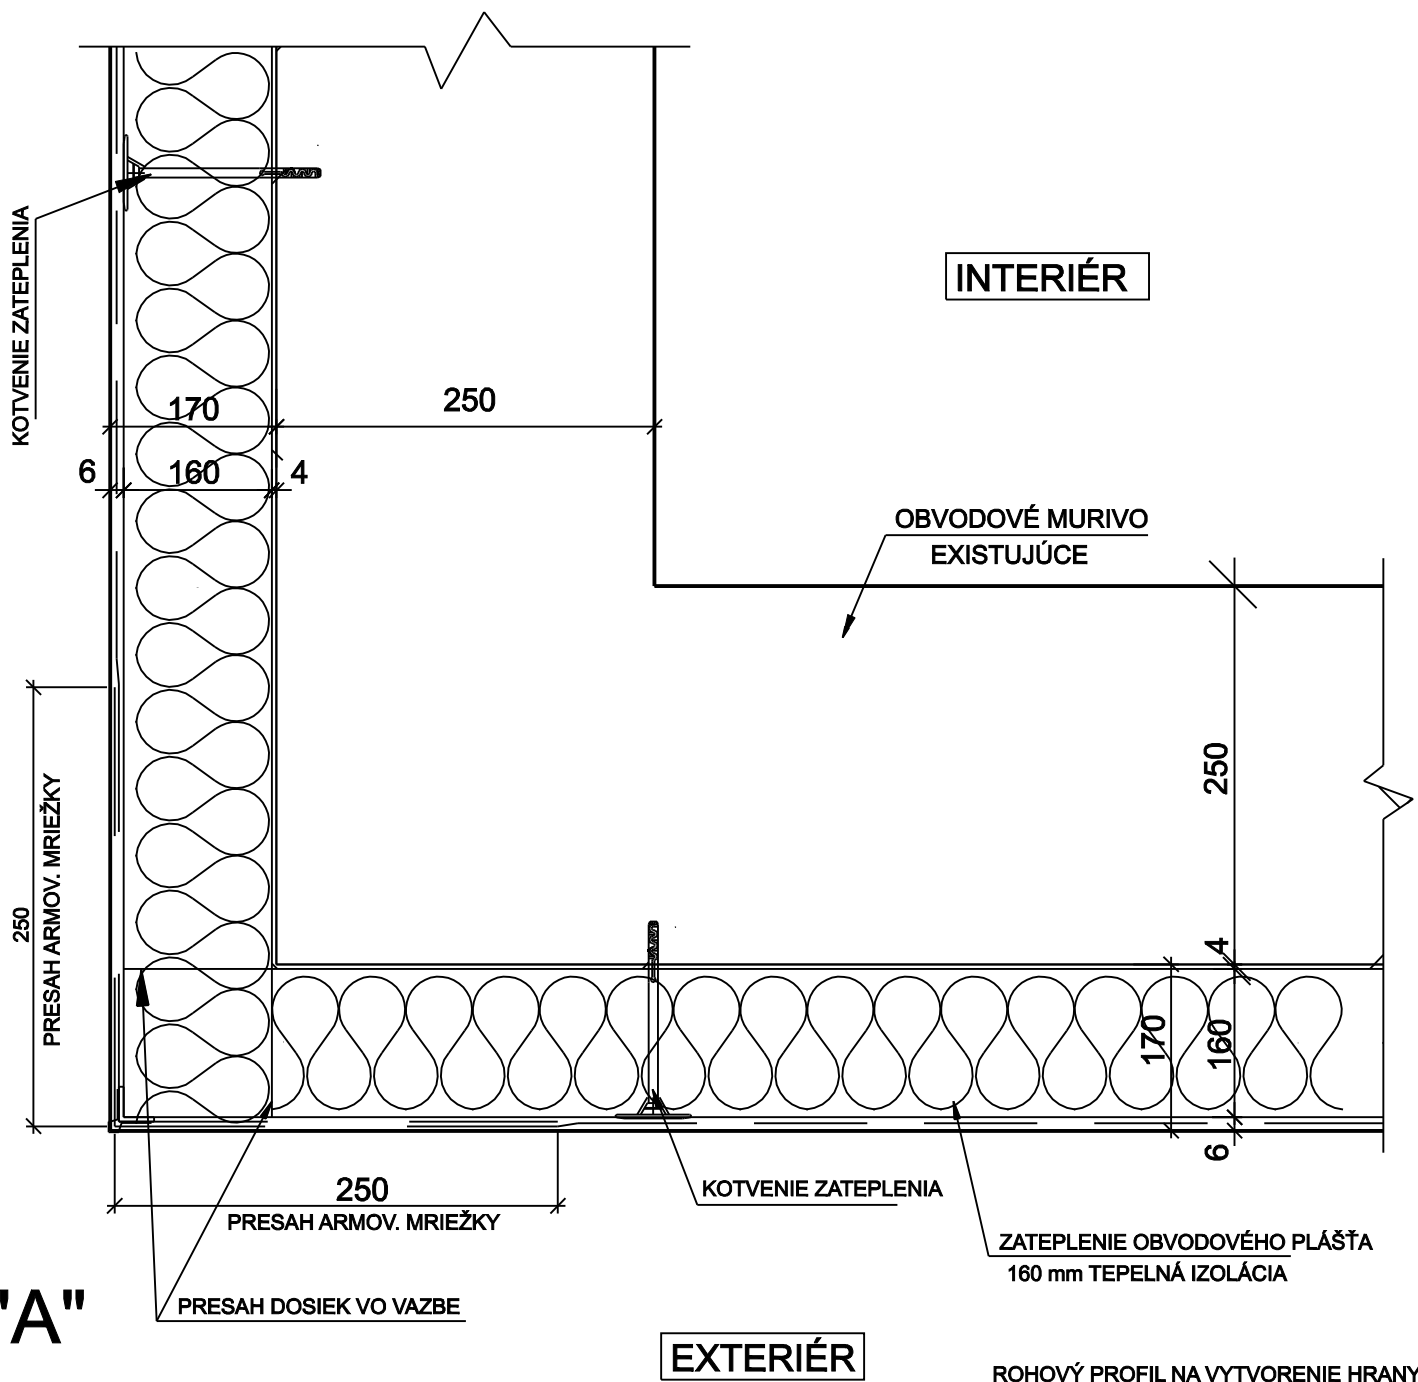 KOTVENIE ZATEPLENIA
INTERIÉR
170
250
6
160
4
OBVODOVÉ MURIVO
EXISTUJÚCE
250
250
PRESAH ARMOV. MRIEŽKY
4
170
160
6
KOTVENIE ZATEPLENIA
250
PRESAH ARMOV. MRIEŽKY
ZATEPLENIE OBVODOVÉHO PLÁŠŤA
160 mm TEPELNÁ IZOLÁCIA
"A"
PRESAH DOSIEK VO VAZBE
EXTERIÉR
ROHOVÝ PROFIL NA VYTVORENIE HRANY